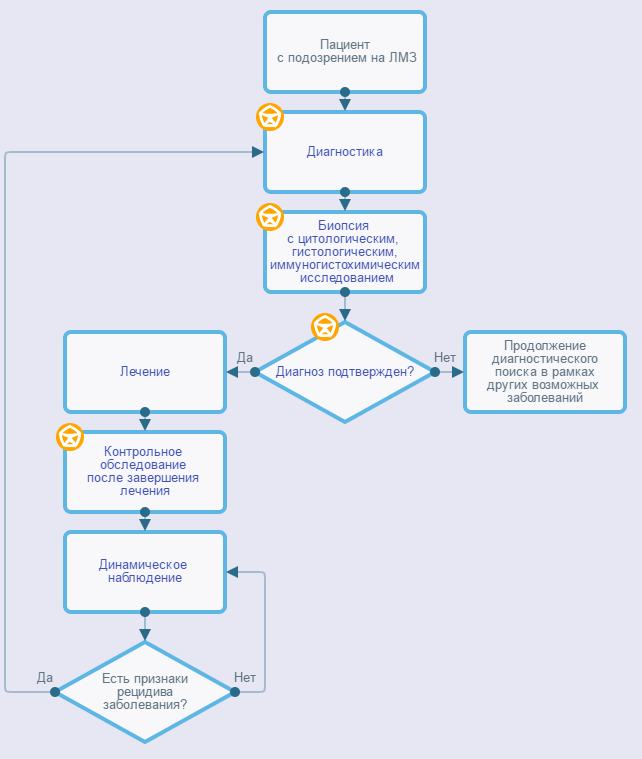 Пациент
с подозрением на ЛМЗ
Диагностика
Биопсия
с цитологическим,
гистологическим,
иммуногистохимическим
исследованием
Да
Диагноз подтвержден?
Нет
Лечение
Продолжение
диагностического
поиска в рамках
других возможных
заболеваний
Контрольное
обследование
после завершения
лечения
Динамическое
наблюдение
Да
Есть признаки
рецидива
заболевания?
Нет